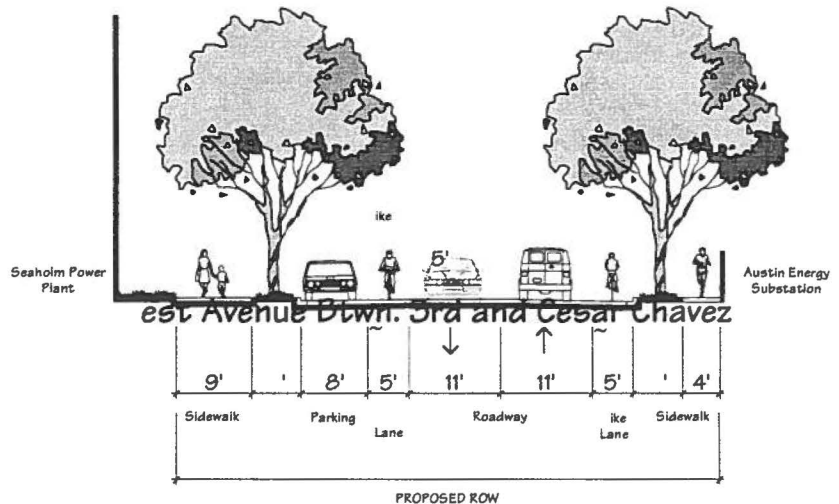 ike
5'
Seaholm Power
Plant
Austin Energy
Substation
est Avenue Dtwn. 3rd and Cesar Chavez
9' ' 8' 5' 11' 11' 5' ' 4'
Sidewalk Parking Roadway ike Sidewalk
Lane Lane
PROPOSED ROW